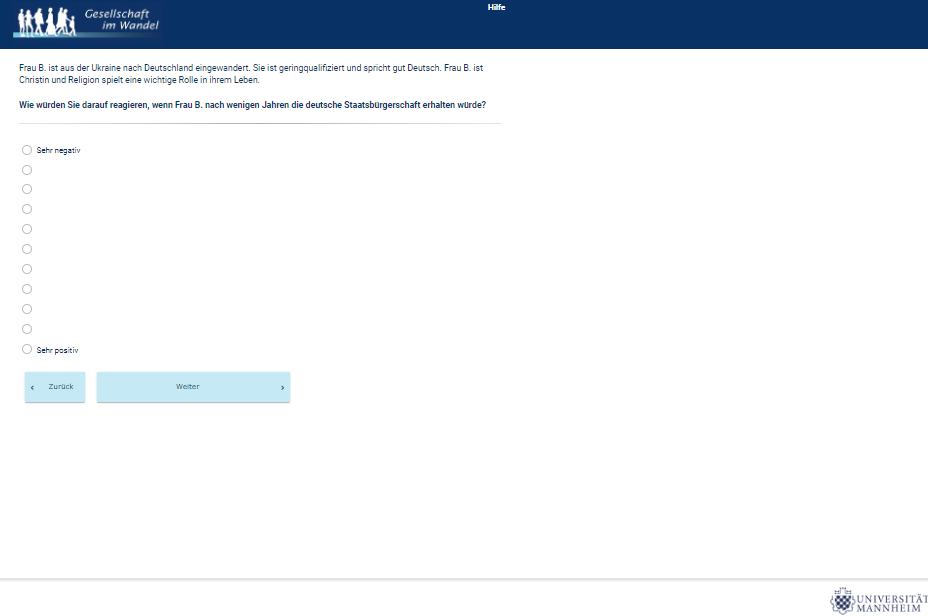 Gesellschaft
im Wandel
Hilfe
Frau B. ist aus der Ukraine nach Deutschland eingewandert. Sie ist geringqualifiziert und spricht gut Deutsch. Frau B. ist
Christin und Religion spielt eine wichtige Rolle in ihrem Leben.
Wie würden Sie darauf reagieren, wenn Frau B. nach wenigen Jahren die deutsche Staatsbürgerschaft erhalten würde?
Sehr negativ
Sehr positiv
‹ Zurück
Weiter ›
UNIVERSITÄT
MANNHEIM